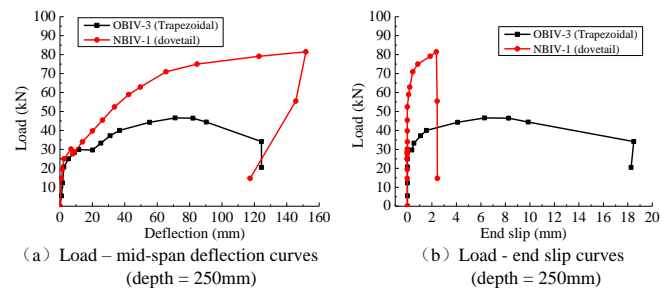 OBIV-3 (Trapezoidal)
NBIV-1 (dovetail)
Load (kN)
90
80
70
60
50
40
30
20
10
0
0 20 40 60 80 100 120 140 160
Deflection (mm)
（a）Load – mid-span deflection curves
(depth = 250mm)
OBIV-3 (Trapezoidal)
NBIV-1 (dovetail)
Load (kN)
100
90
80
70
60
50
40
30
20
10
0
0 2 4 6 8 10 12 14 16 18 20
End slip (mm)
（b）Load - end slip curves
(depth = 250mm)